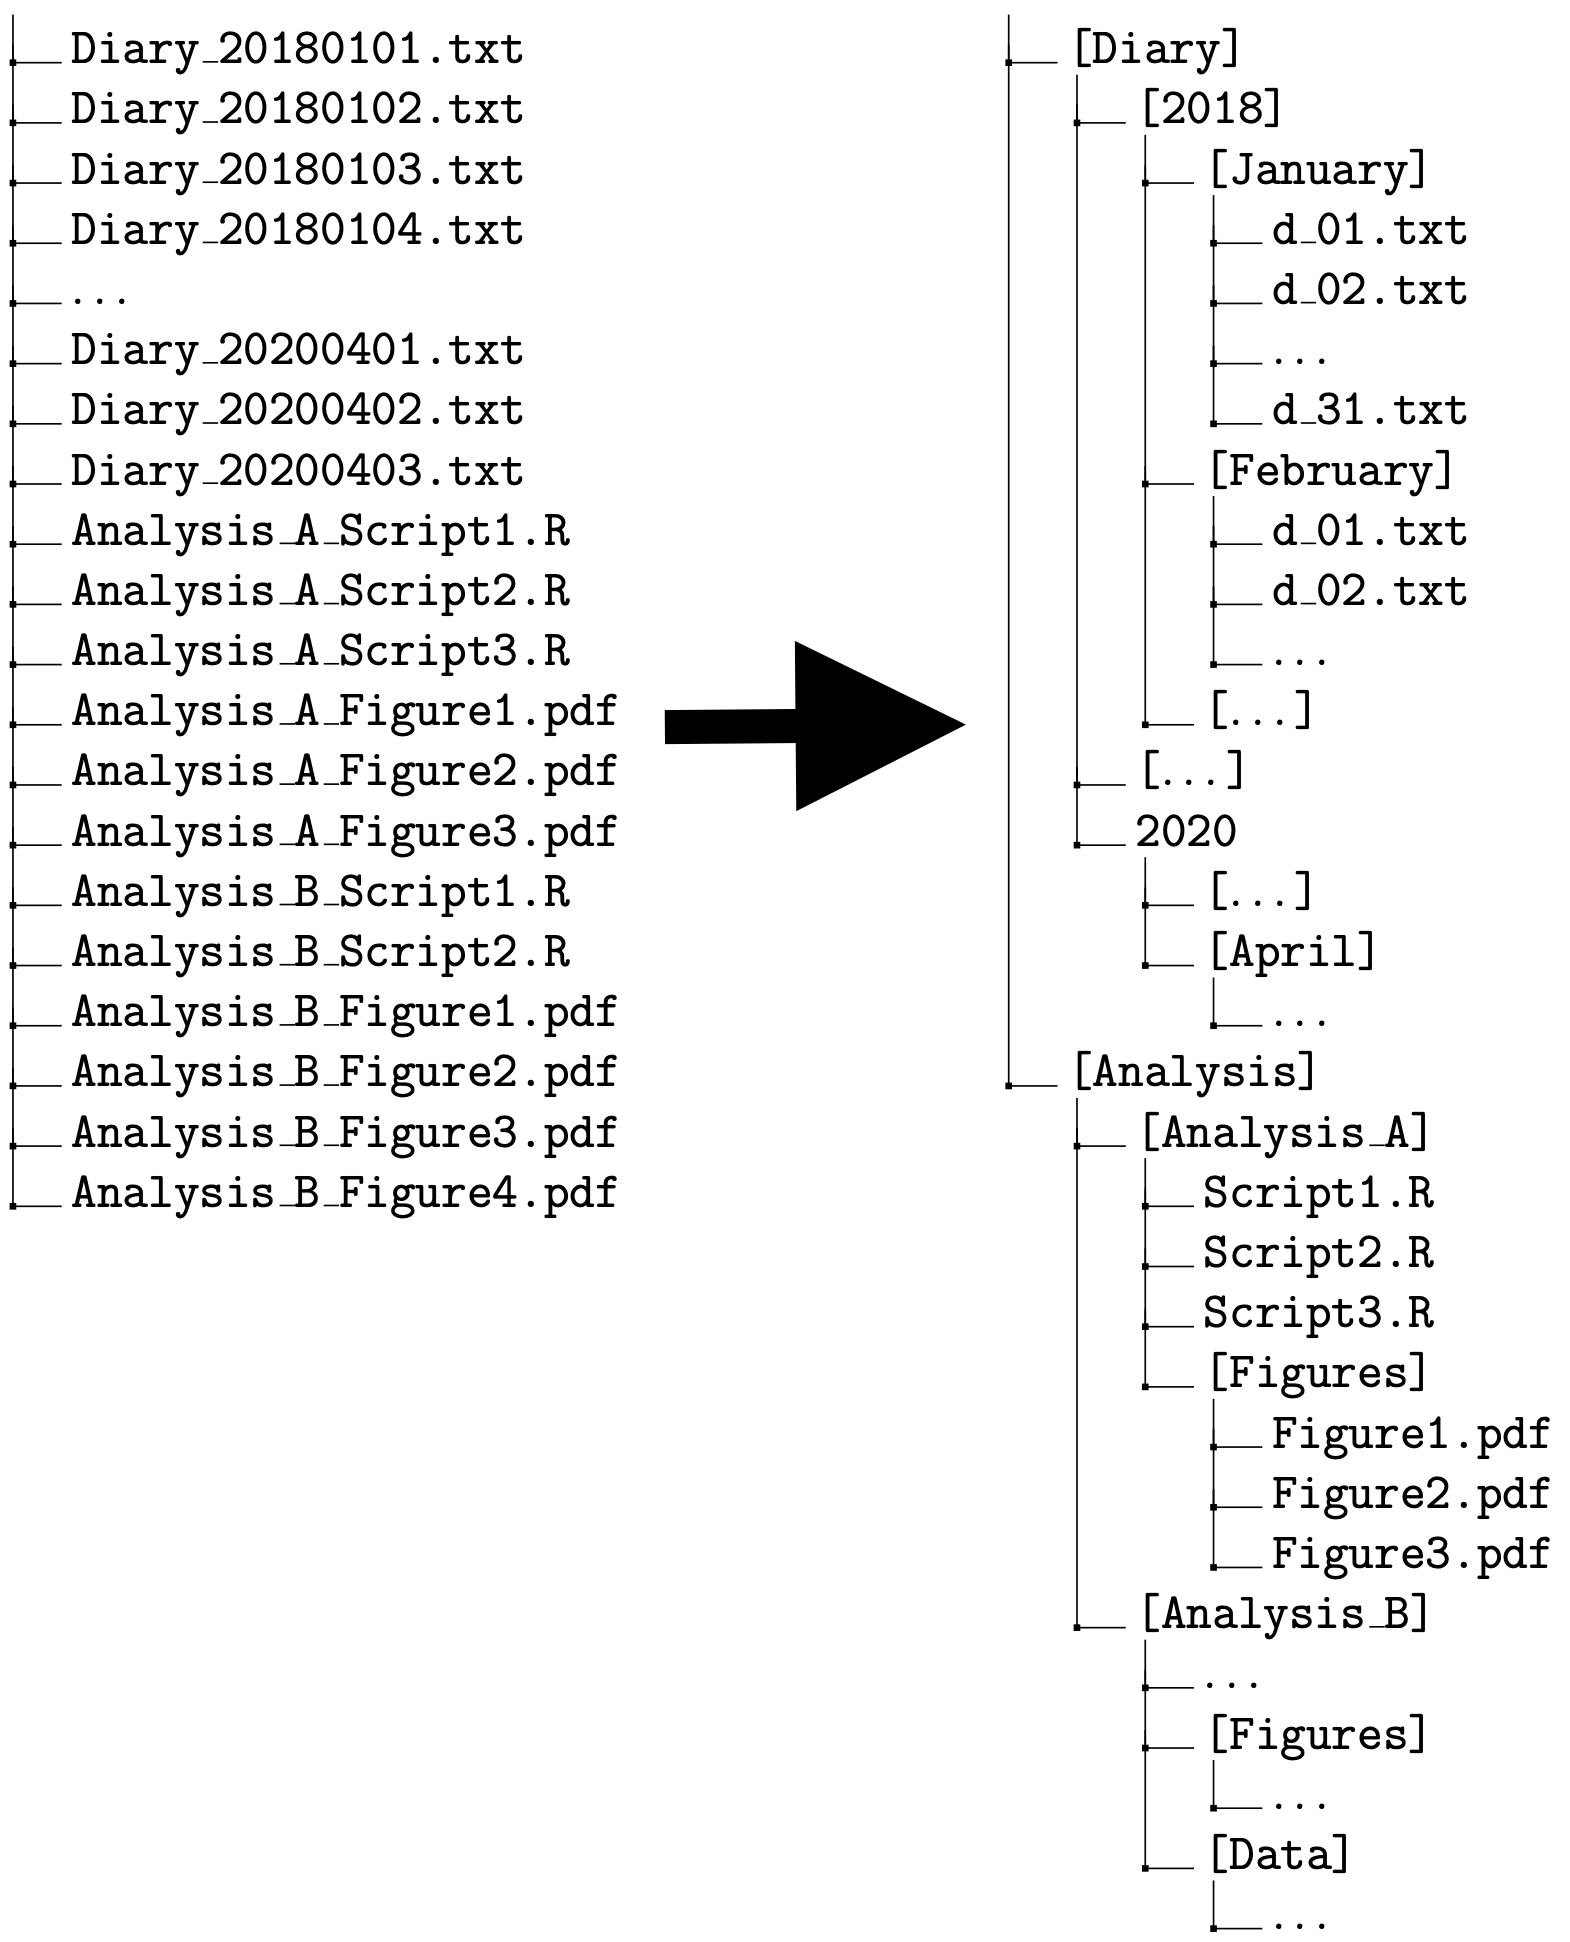 Diary_20180101.txt
Diary_20180102.txt
Diary_20180103.txt
Diary_20180104.txt
...
Diary_20200401.txt
Diary_20200402.txt
Diary_20200403.txt
Analysis_A_Script1.R
Analysis_A_Script2.R
Analysis_A_Script3.R
Analysis_A_Figure1.pdf
Analysis_A_Figure2.pdf
Analysis_A_Figure3.pdf
Analysis_B_Script1.R
Analysis_B_Script2.R
Analysis_B_Figure1.pdf
Analysis_B_Figure2.pdf
Analysis_B_Figure3.pdf
Analysis_B_Figure4.pdf
[Diary]
[2018]
[January]
d_01.txt
d_02.txt
...
d_31.txt
[February]
d_01.txt
d_02.txt
...
[...]
[...]
2020
[...]
[April]
...
[Analysis]
[Analysis_A]
Script1.R
Script2.R
Script3.R
[Figures]
Figure1.pdf
Figure2.pdf
Figure3.pdf
[Analysis_B]
...
[Figures]
...
[Data]
...